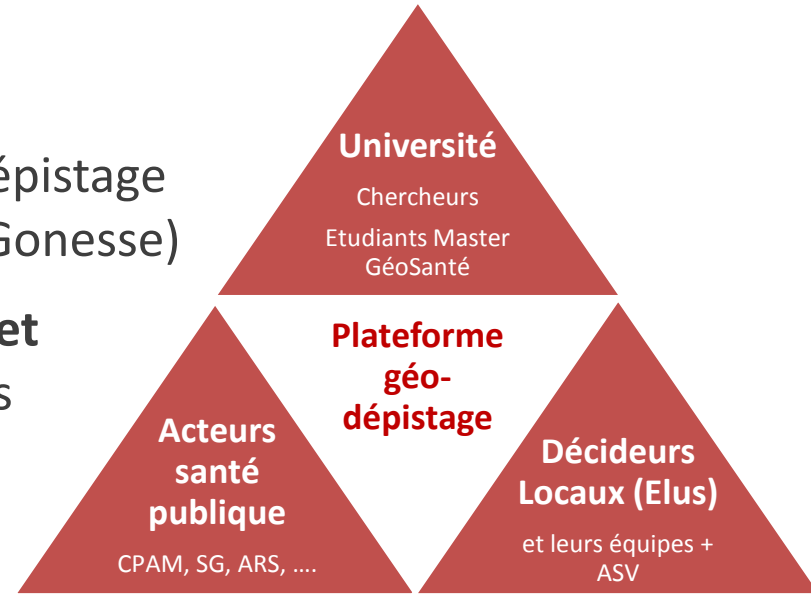 épistage
Gonesse)
et
s
Université
Chercheurs
Etudiants Master
GéoSanté
Plateforme
géo-
dépistage
Acteurs
santé
publique
CPAM, SG, ARS, ....
Décideurs
Locaux (Elus)
et leurs équipes +
ASV